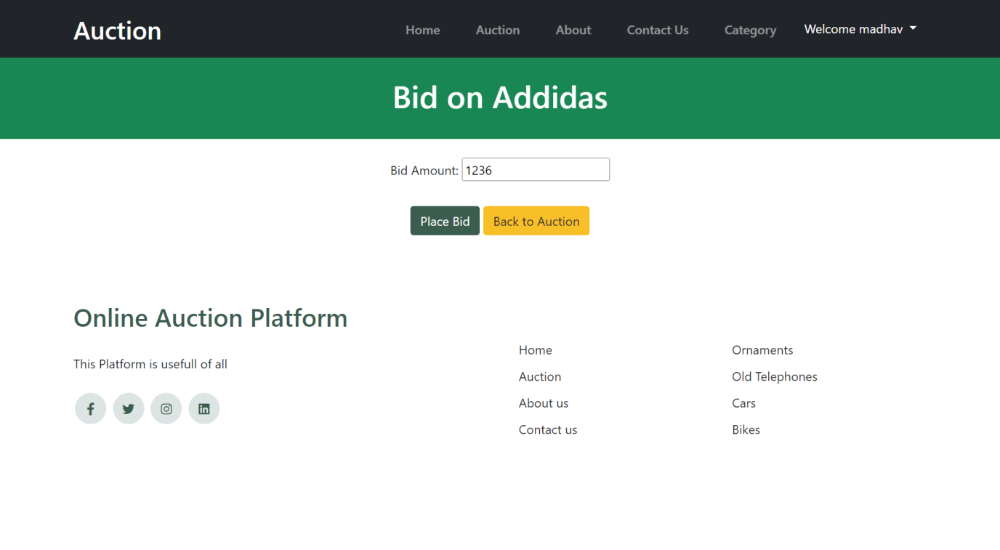 Auction Home Auction About Contact Us Category Welcome madhav
Bid on Addidas
Bid Amount: 1236
Place Bid Back to Auction
Online Auction Platform
This Platform is usefull of all
Home
Auction
About us
Contact us
Ornaments
Old Telephones
Cars
Bikes